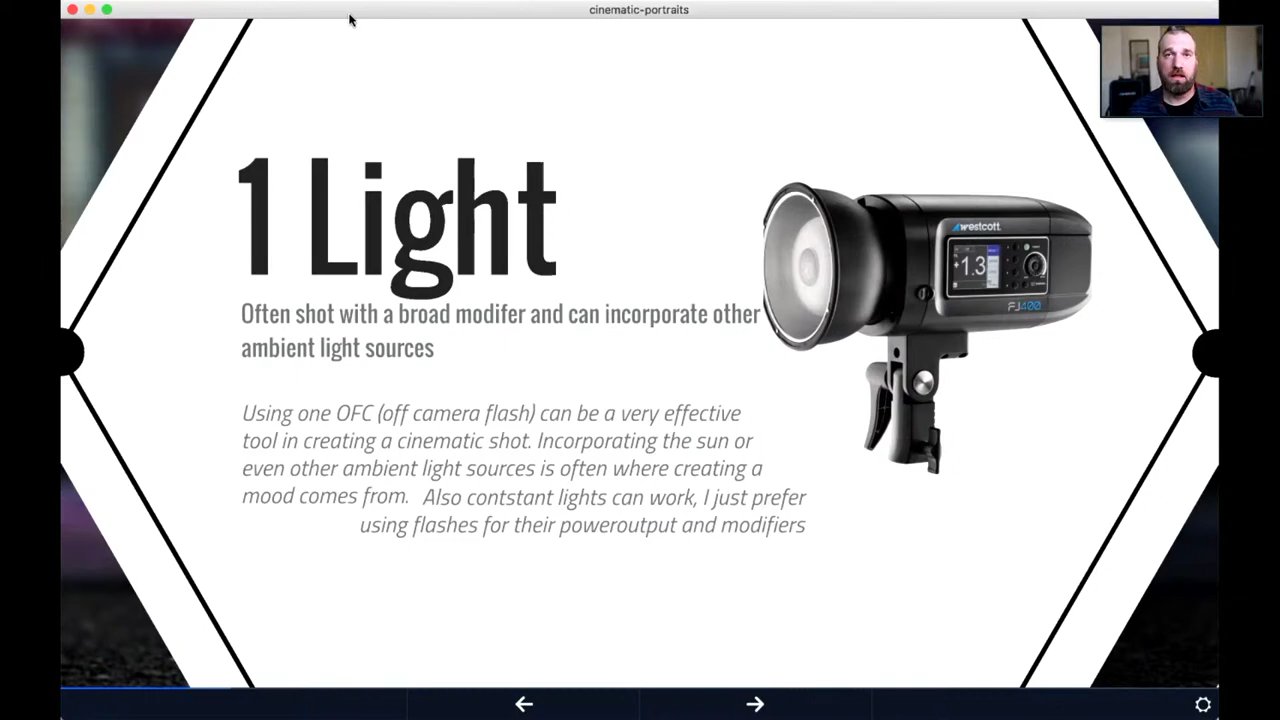 cinematic-portraits
1 Light
Often shot with a broad modifer and can incorporate other
ambient light sources
westcott
+1.3
FJ400
Using one OFC (off camera flash) can be a very effective
tool in creating a cinematic shot. Incorporating the sun or
even other ambient light sources is often where creating a
mood comes from. Also contstant lights can work, I just prefer
using flashes for their poweroutput and modifiers